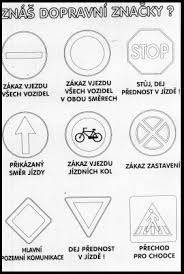 ZNÁŠ DOPRAVNÍ ZNAČKY ?
STOP
ZÁKAZ VJEZDU
VŠECH VOZIDEL
ZÁKAZ VJEZDU
VŠECH VOZIDEL
V OBOU SMĚRECH
STŮJ, DEJ
PŘEDNOST V JÍZDĚ !
PŘIKÁZANÝ
SMĚR JÍZDY
ZÁKAZ VJEZDU
JÍZDNÍCH KOL
ZÁKAZ ZASTAVENÍ
HLAVNÍ
POZEMNÍ KOMUNIKACE
DEJ PŘEDNOST
V JÍZDĚ !
PŘECHOD
PRO CHODCE